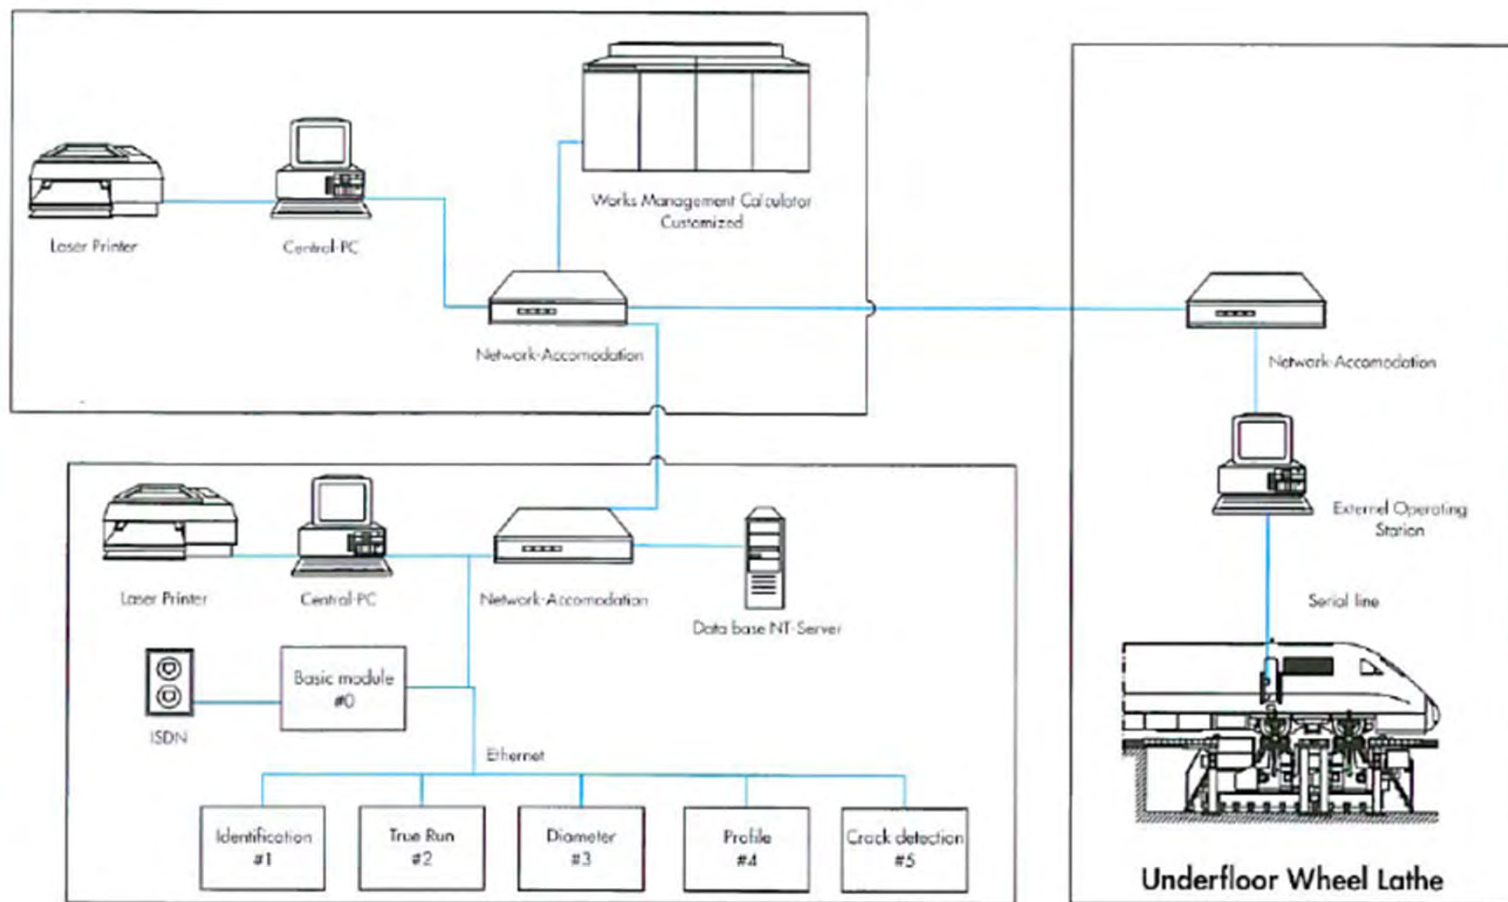 Works Management Calculator
Customized
Laser Printer
Central-PC
Network-Accomodation
Network-Accomodation
Externel Operating
Station
Serial line
Laser Printer
Central-PC
Network-Accomodation
Data base NT-Server
Basic module
#0
ISDN
Ethernet
Identification
#1
True Run
#2
Diameter
#3
Profile
#4
Crack detection
#5
Underfloor Wheel Lathe